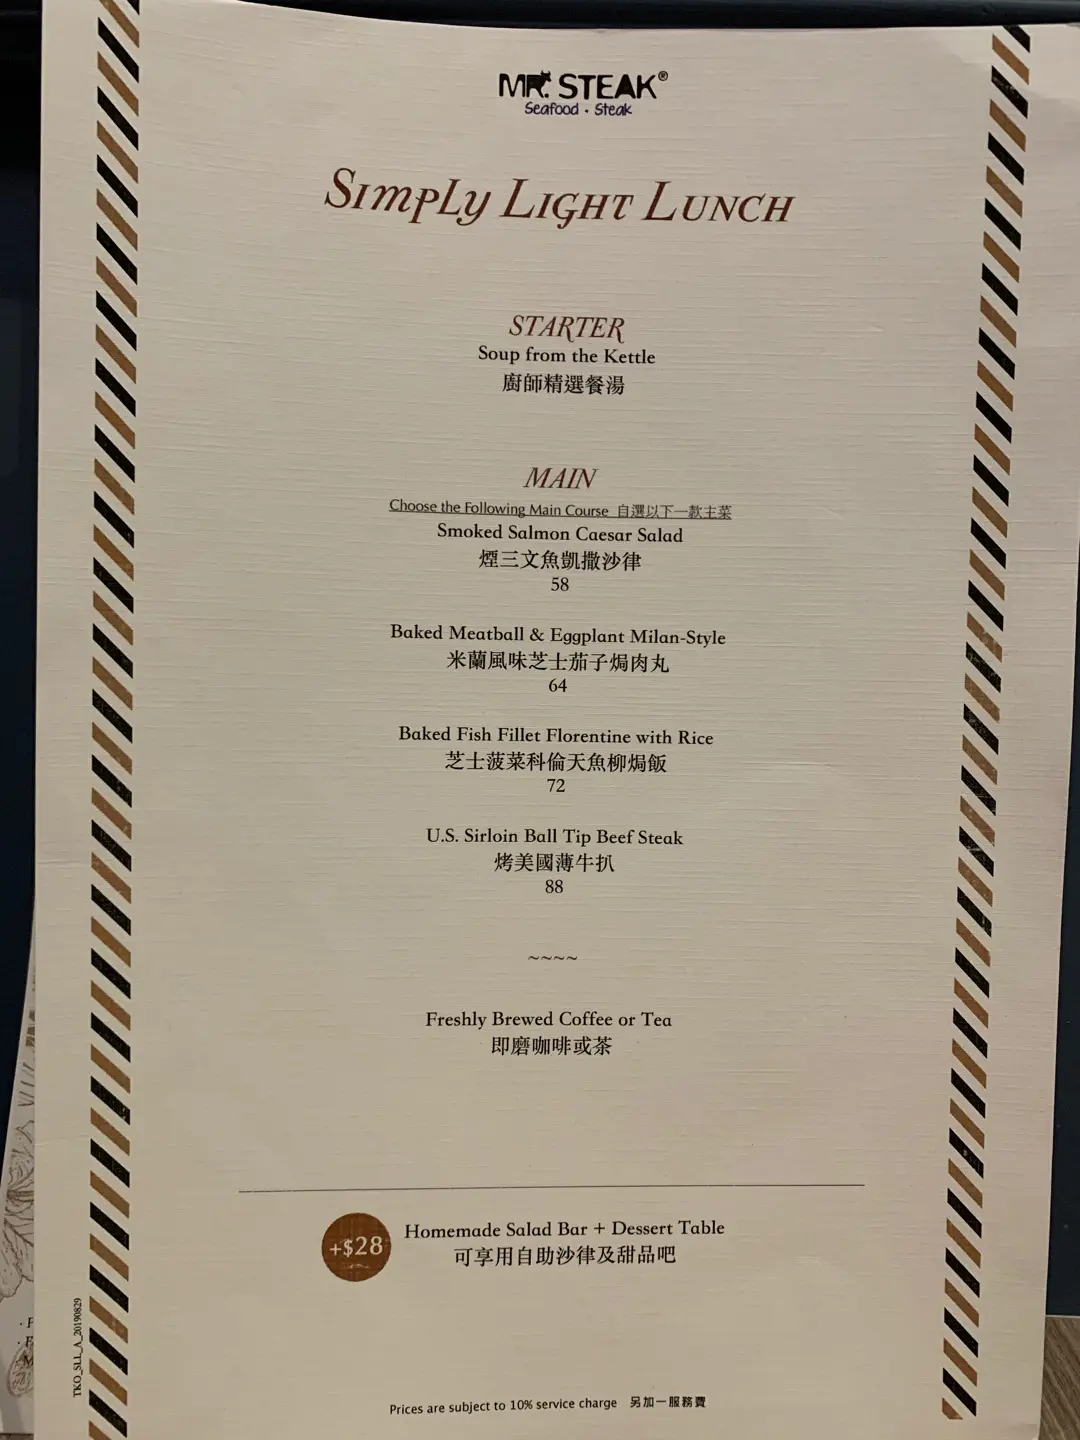 MR. STEAK®
Seafood · Steak
Simply Light Lunch
STARTER
Soup from the Kettle
廚師精選餐湯
MAIN
Choose the Following Main Course 自選以下一款主菜
Smoked Salmon Caesar Salad
煙三文魚凱撒沙律
58
Baked Meatball & Eggplant Milan-Style
米蘭風味芝士茄子焗肉丸
64
Baked Fish Fillet Florentine with Rice
芝士菠菜科倫天魚柳焗飯
72
U.S. Sirloin Ball Tip Beef Steak
烤美國薄牛扒
88
~~~~
Freshly Brewed Coffee or Tea
即磨咖啡或茶
+$28
Homemade Salad Bar + Dessert Table
可享用自助沙律及甜品吧
TKO_SLL_A_20190829
Prices are subject to 10% service charge 另加一服務費